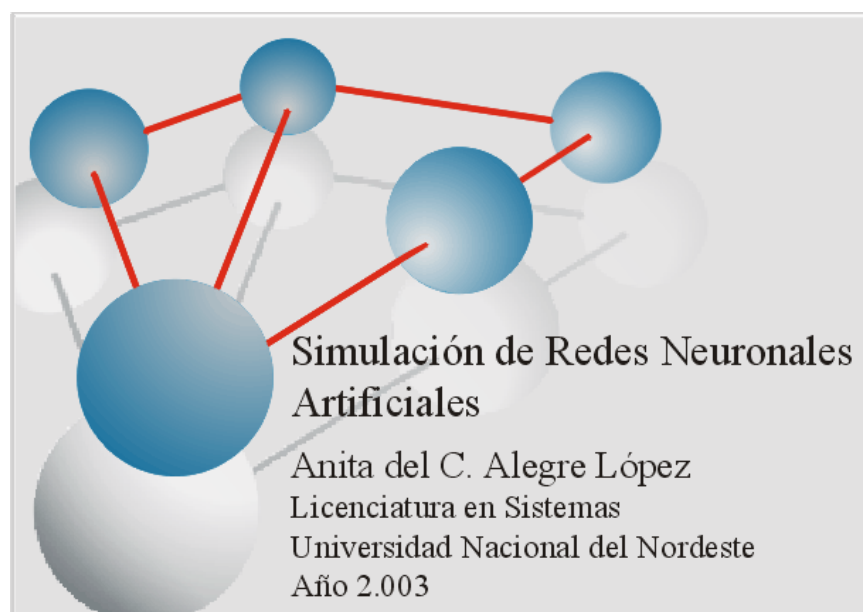 Simulación de Redes Neuronales
Artificiales
Anita del C. Alegre López
Licenciatura en Sistemas
Universidad Nacional del Nordeste
Año 2.003